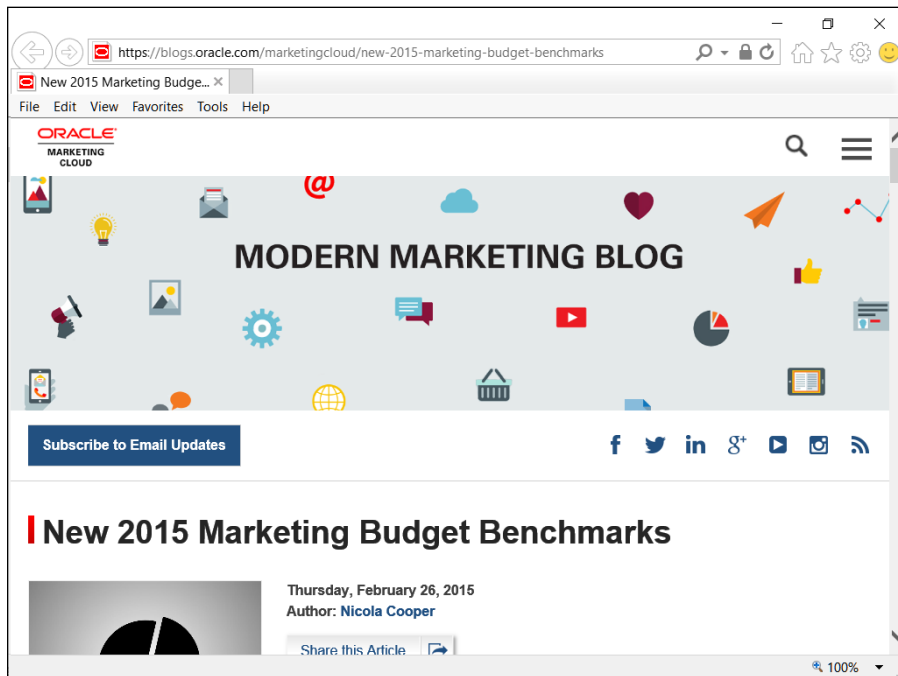 https://blogs.oracle.com/marketingcloud/new-2015-marketing-budget-benchmarks
New 2015 Marketing Budge...
File Edit View Favorites Tools Help
ORACLE
MARKETING
CLOUD
@
MODERN MARKETING BLOG
Subscribe to Email Updates
f in g+
New 2015 Marketing Budget Benchmarks
Thursday, February 26, 2015
Author: Nicola Cooper
Share this Article
100%